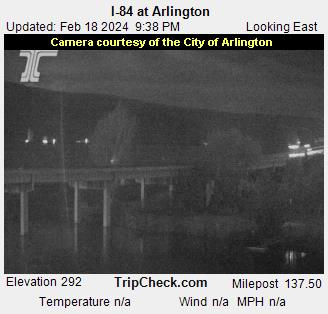 I-84 at Arlington
Updated: Feb 18 2024 9:38 PM Looking East
Camera courtesy of the City of Arlington
Elevation 292 TripCheck.com Milepost 137.50
Temperature n/a Wind n/a MPH n/a